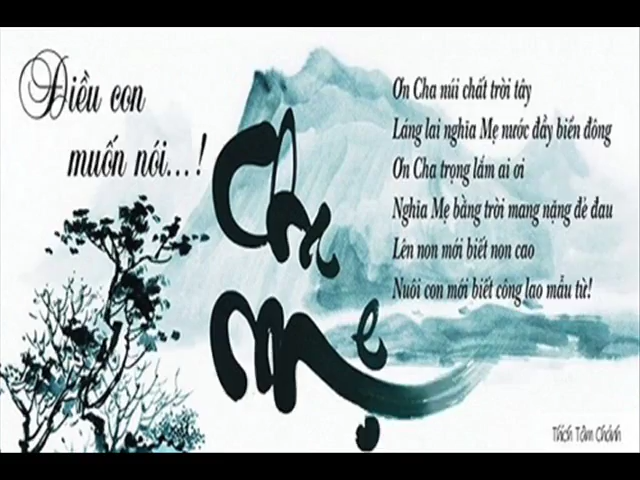 Điều con
muốn nói...!
Cha
Mẹ
Ơn Cha núi chất trời tây
Láng lai nghĩa Mẹ nước đầy biển đông
Ơn Cha trọng lắm ai ơi
Nghĩa Mẹ bằng trời mang nặng đẻ đau
Lên non mới biết non cao
Nuôi con mới biết công lao mẫu từ!
Thích Tâm Chánh